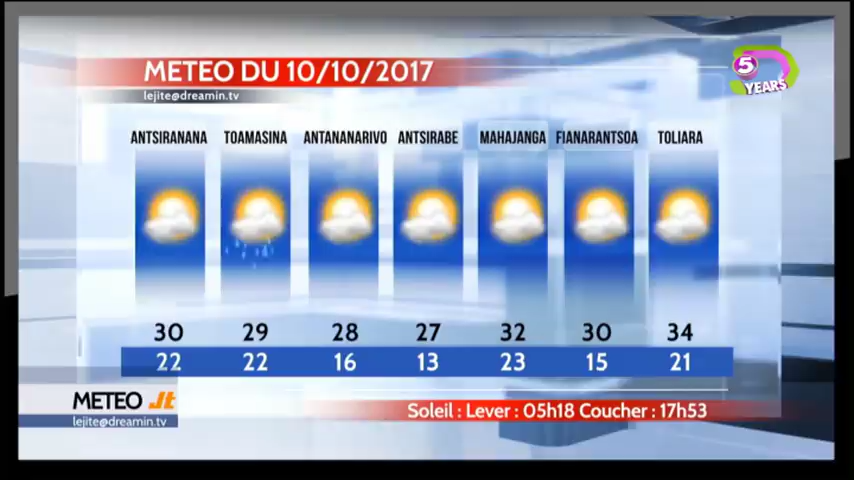 METEO DU 10/10/2017
lejite@dreamin.tv
5
YEARS
ANTSIRANANA TOAMASINA ANTANANARIVO ANTSIRABE MAHAJANGA FIANARANTSOA TOLIARA
30 29 28 27 32 30 34
22 22 16 13 23 15 21
METEO .Jt
lejite@dreamin.tv
Soleil : Lever : 05h18 Coucher : 17h53